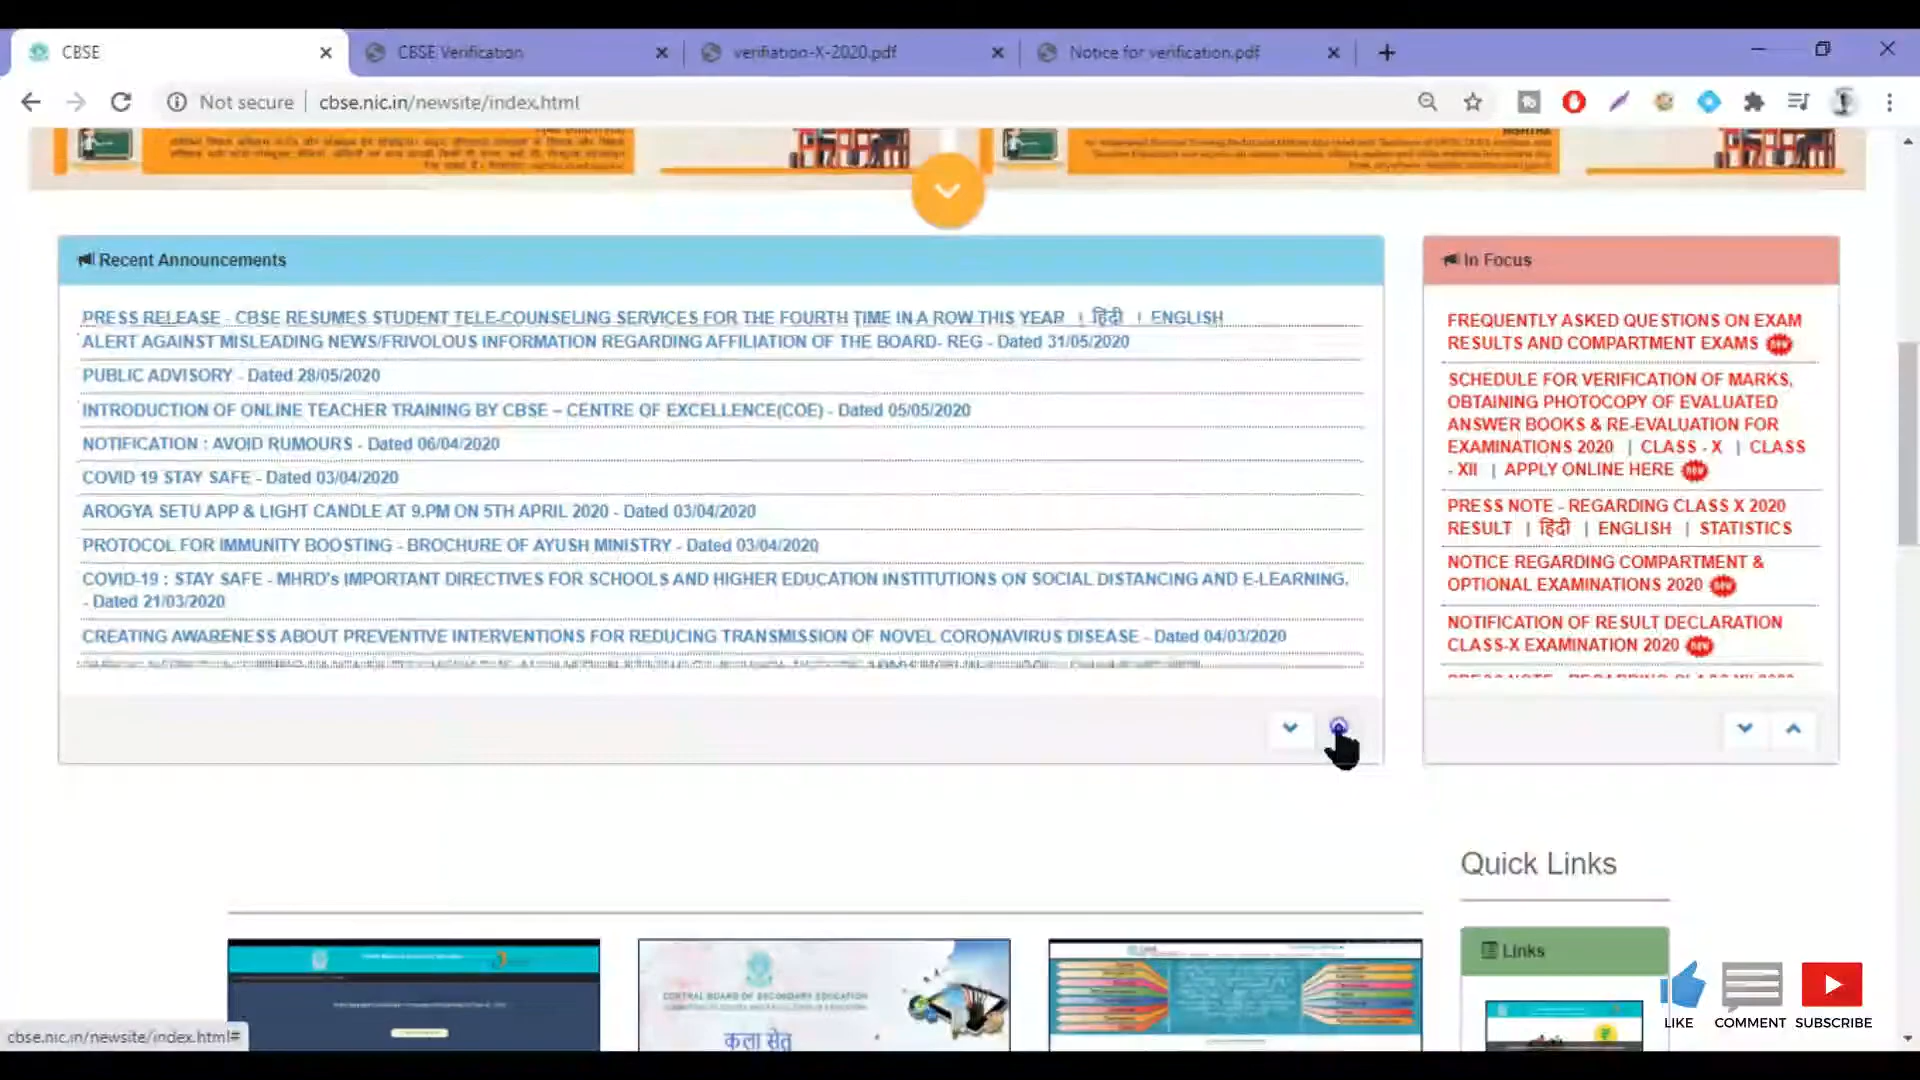 CBSE
CBSE Verification
verifiation-X-2020.pdf
Notice for verification.pdf
Not secure
cbse.nic.in/newsite/index.html
NISHTHA
Recent Announcements
PRESS RELEASE - CBSE RESUMES STUDENT TELE-COUNSELING SERVICES FOR THE FOURTH TIME IN A ROW THIS YEAR | हिंदी | ENGLISH
ALERT AGAINST MISLEADING NEWS/FRIVOLOUS INFORMATION REGARDING AFFILIATION OF THE BOARD- REG - Dated 31/05/2020
PUBLIC ADVISORY - Dated 28/05/2020
INTRODUCTION OF ONLINE TEACHER TRAINING BY CBSE – CENTRE OF EXCELLENCE(COE) - Dated 05/05/2020
NOTIFICATION : AVOID RUMOURS - Dated 06/04/2020
COVID 19 STAY SAFE - Dated 03/04/2020
AROGYA SETU APP & LIGHT CANDLE AT 9.PM ON 5TH APRIL 2020 - Dated 03/04/2020
PROTOCOL FOR IMMUNITY BOOSTING - BROCHURE OF AYUSH MINISTRY - Dated 03/04/2020
COVID-19 : STAY SAFE - MHRD's IMPORTANT DIRECTIVES FOR SCHOOLS AND HIGHER EDUCATION INSTITUTIONS ON SOCIAL DISTANCING AND E-LEARNING.
- Dated 21/03/2020
CREATING AWARENESS ABOUT PREVENTIVE INTERVENTIONS FOR REDUCING TRANSMISSION OF NOVEL CORONAVIRUS DISEASE - Dated 04/03/2020
In Focus
FREQUENTLY ASKED QUESTIONS ON EXAM
RESULTS AND COMPARTMENT EXAMS new
SCHEDULE FOR VERIFICATION OF MARKS,
OBTAINING PHOTOCOPY OF EVALUATED
ANSWER BOOKS & RE-EVALUATION FOR
EXAMINATIONS 2020 | CLASS - X | CLASS
- XII | APPLY ONLINE HERE new
PRESS NOTE - REGARDING CLASS X 2020
RESULT | हिंदी | ENGLISH | STATISTICS
NOTICE REGARDING COMPARTMENT &
OPTIONAL EXAMINATIONS 2020 new
NOTIFICATION OF RESULT DECLARATION
CLASS-X EXAMINATION 2020 new
Quick Links
Links
CENTRAL BOARD OF SECONDARY EDUCATION
कला सेतु
LIKE
COMMENT
SUBSCRIBE
cbse.nic.in/newsite/index.html#